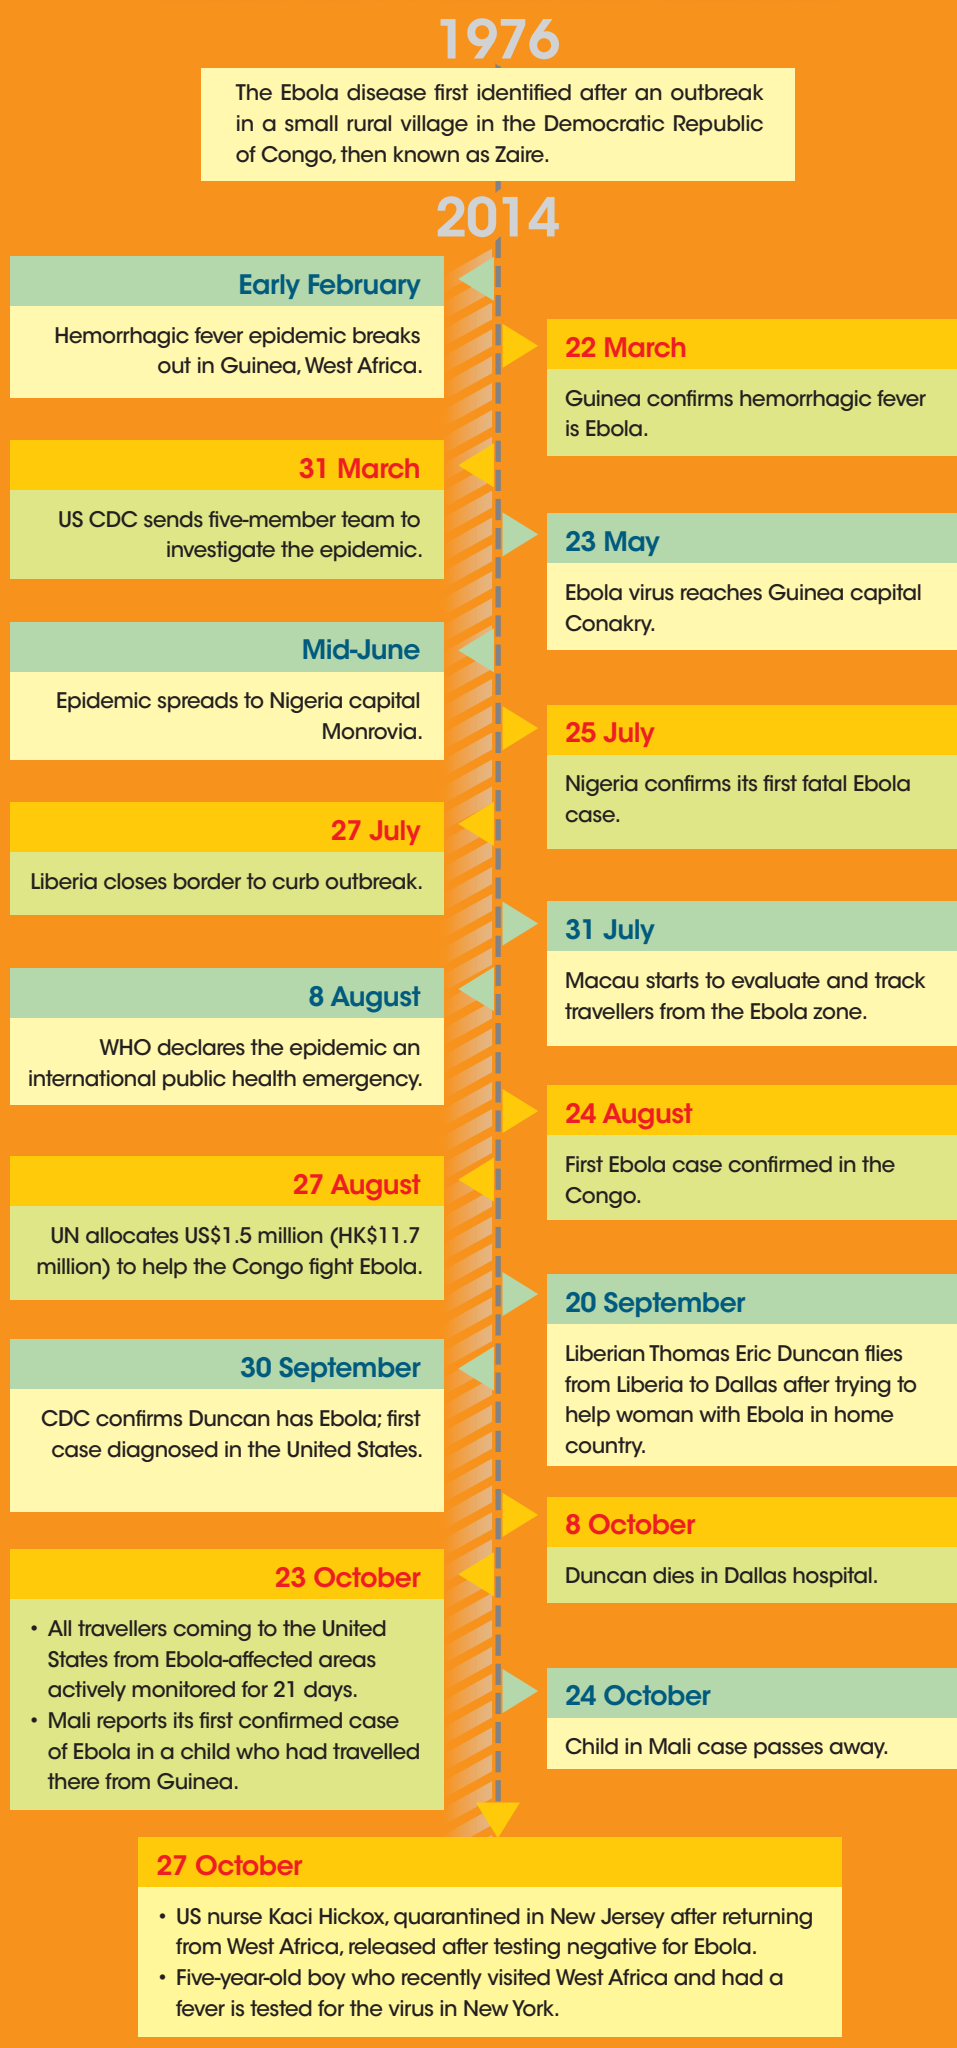 1976
The Ebola disease first identified after an outbreak
in a small rural village in the Democratic Republic
of Congo, then known as Zaire.
2014
Early February
Hemorrhagic fever epidemic breaks
out in Guinea, West Africa.
22 March
Guinea confirms hemorrhagic fever
is Ebola.
31 March
US CDC sends five-member team to
investigate the epidemic.
23 May
Ebola virus reaches Guinea capital
Conakry.
Mid-June
Epidemic spreads to Nigeria capital
Monrovia.
25 July
Nigeria confirms its first fatal Ebola
case.
27 July
Liberia closes border to curb outbreak.
31 July
Macau starts to evaluate and track
travellers from the Ebola zone.
8 August
WHO declares the epidemic an
international public health emergency.
24 August
First Ebola case confirmed in the
Congo.
27 August
UN allocates US$1.5 million (HK$11.7
million) to help the Congo fight Ebola.
20 September
Liberian Thomas Eric Duncan flies
from Liberia to Dallas after trying to
help woman with Ebola in home
country.
30 September
CDC confirms Duncan has Ebola; first
case diagnosed in the United States.
8 October
Duncan dies in Dallas hospital.
23 October
• All travellers coming to the United
States from Ebola-affected areas
actively monitored for 21 days.
• Mali reports its first confirmed case
of Ebola in a child who had travelled
there from Guinea.
24 October
Child in Mali case passes away.
27 October
• US nurse Kaci Hickox, quarantined in New Jersey after returning
from West Africa, released after testing negative for Ebola.
• Five-year-old boy who recently visited West Africa and had a
fever is tested for the virus in New York.